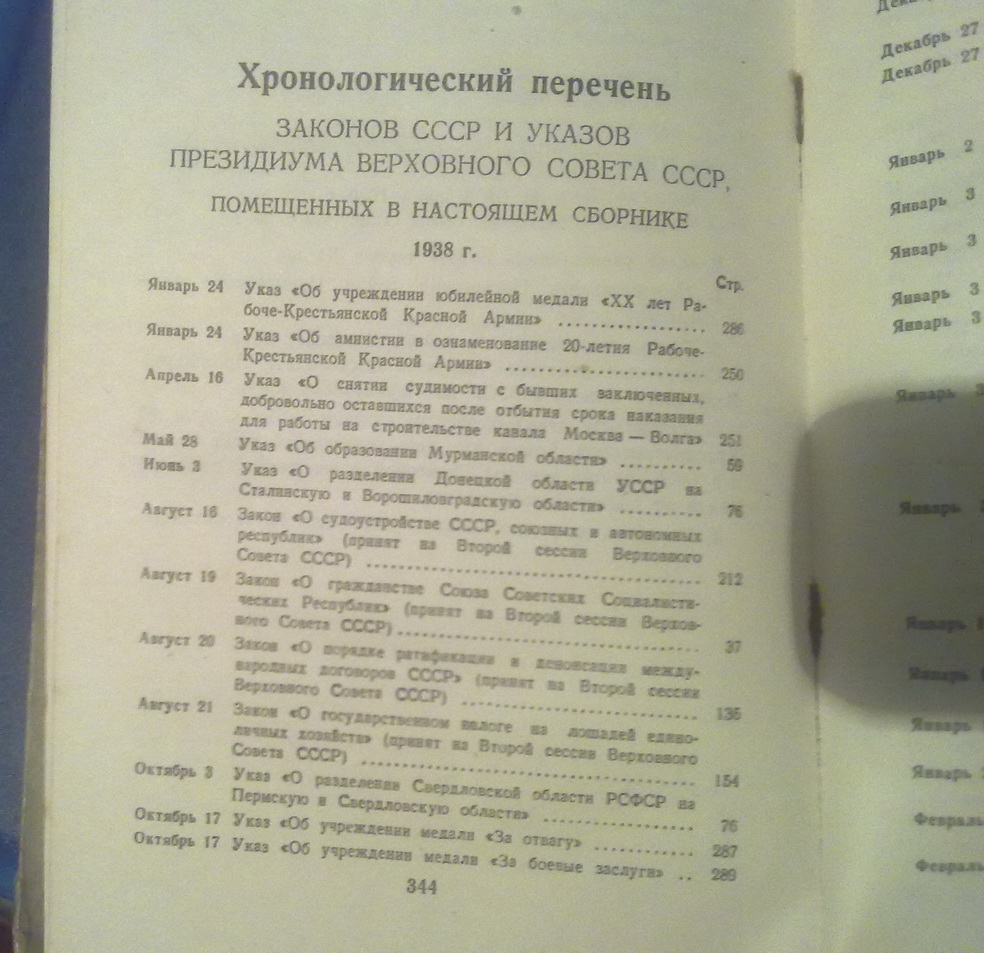 Хронологический перечень
ЗАКОНОВ СССР И УКАЗОВ
ПРЕЗИДИУМА ВЕРХОВНОГО СОВЕТА СССР,
ПОМЕЩЕННЫХ В НАСТОЯЩЕМ СБОРНИКЕ
1938 г.
Стр.
Январь 24 Указ «Об учреждении юбилейной медали «XX лет Ра-
боче-Крестьянской Красной Армии» .................. 286
Январь 24 Указ «Об амнистии в ознаменование 20-летия Рабоче-
Крестьянской Красной Армии» ........................ 250
Апрель 16 Указ «О снятии судимости с бывших заключенных,
добровольно оставшихся после отбытия срока наказания
для работы на строительстве канала Москва — Волга» 251
Май 28 Указ «Об образовании Мурманской области» .......... 59
Июнь 3 Указ «О разделении Донецкой области УССР на
Сталинскую и Ворошиловградскую области» .......... 76
Август 16 Закон «О судоустройстве СССР, союзных и автономных
республик» (принят на Второй сессии Верховного
Совета СССР) ........................................ 212
Август 19 Закон «О гражданстве Союза Советских Социалисти-
ческих Республик» (принят на Второй сессии Верхов-
ного Совета СССР) .................................... 37
Август 20 Закон «О порядке ратификации и денонсации между-
народных договоров СССР» (принят на Второй сессии
Верховного Совета СССР) ............................ 136
Август 21 Закон «О государственном налоге на лошадей едино-
личных хозяйств» (принят на Второй сессии Верховного
Совета СССР) ........................................ 154
Октябрь 3 Указ «О разделении Свердловской области РСФСР на
Пермскую и Свердловскую области» .................. 76
Октябрь 17 Указ «Об учреждении медали «За отвагу» ............ 287
Октябрь 17 Указ «Об учреждении медали «За боевые заслуги» .. 289
344
Декабрь 27
Декабрь 27
Январь 2
Январь 3
Январь 3
Январь 3
Январь 3
Январь
Январь
Январь
Январь
Январь
Январь
Февраль
Февраль